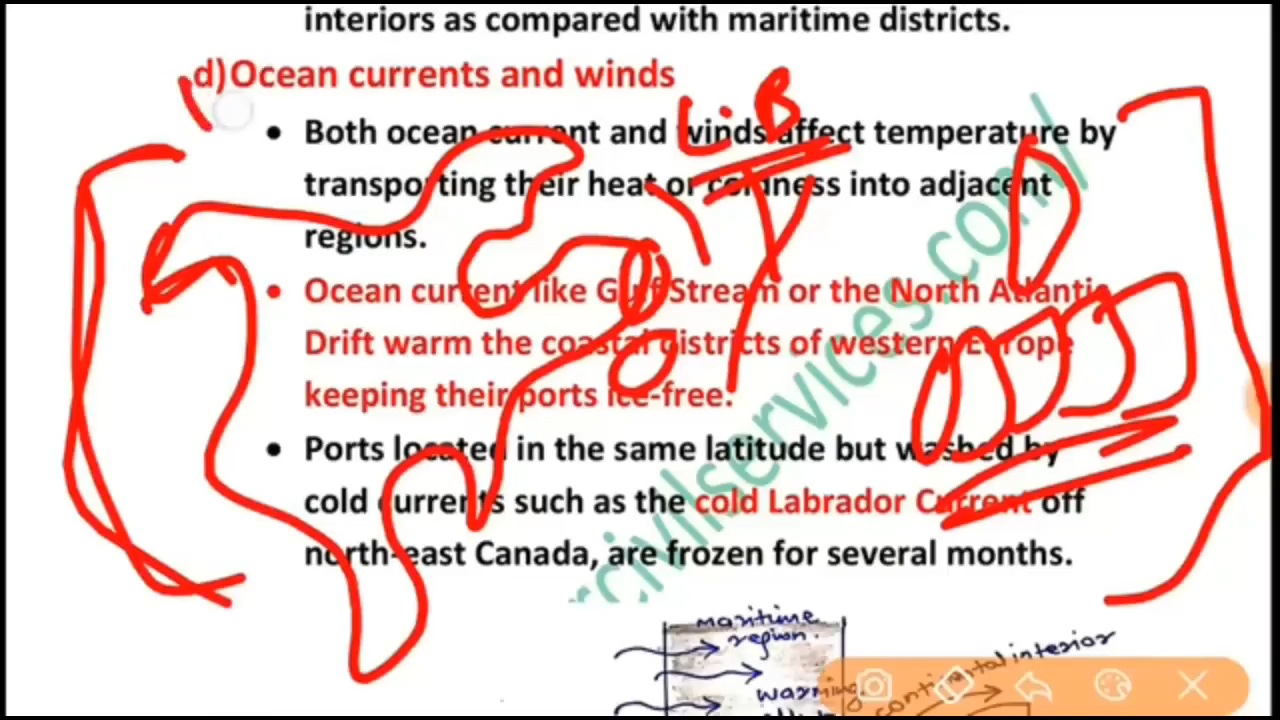 interiors as compared with maritime districts.
d)Ocean currents and winds
L.B
• Both ocean current and winds affect temperature by
transporting their heat or coldness into adjacent
regions.
• Ocean current like Gulf Stream or the North Atlantic
Drift warm the coastal districts of western Europe
keeping their ports ice-free.
• Ports located in the same latitude but washed by
cold currents such as the cold Labrador Current off
north-east Canada, are frozen for several months.
civilservices.com/
maritime
region.
continental interior
warming